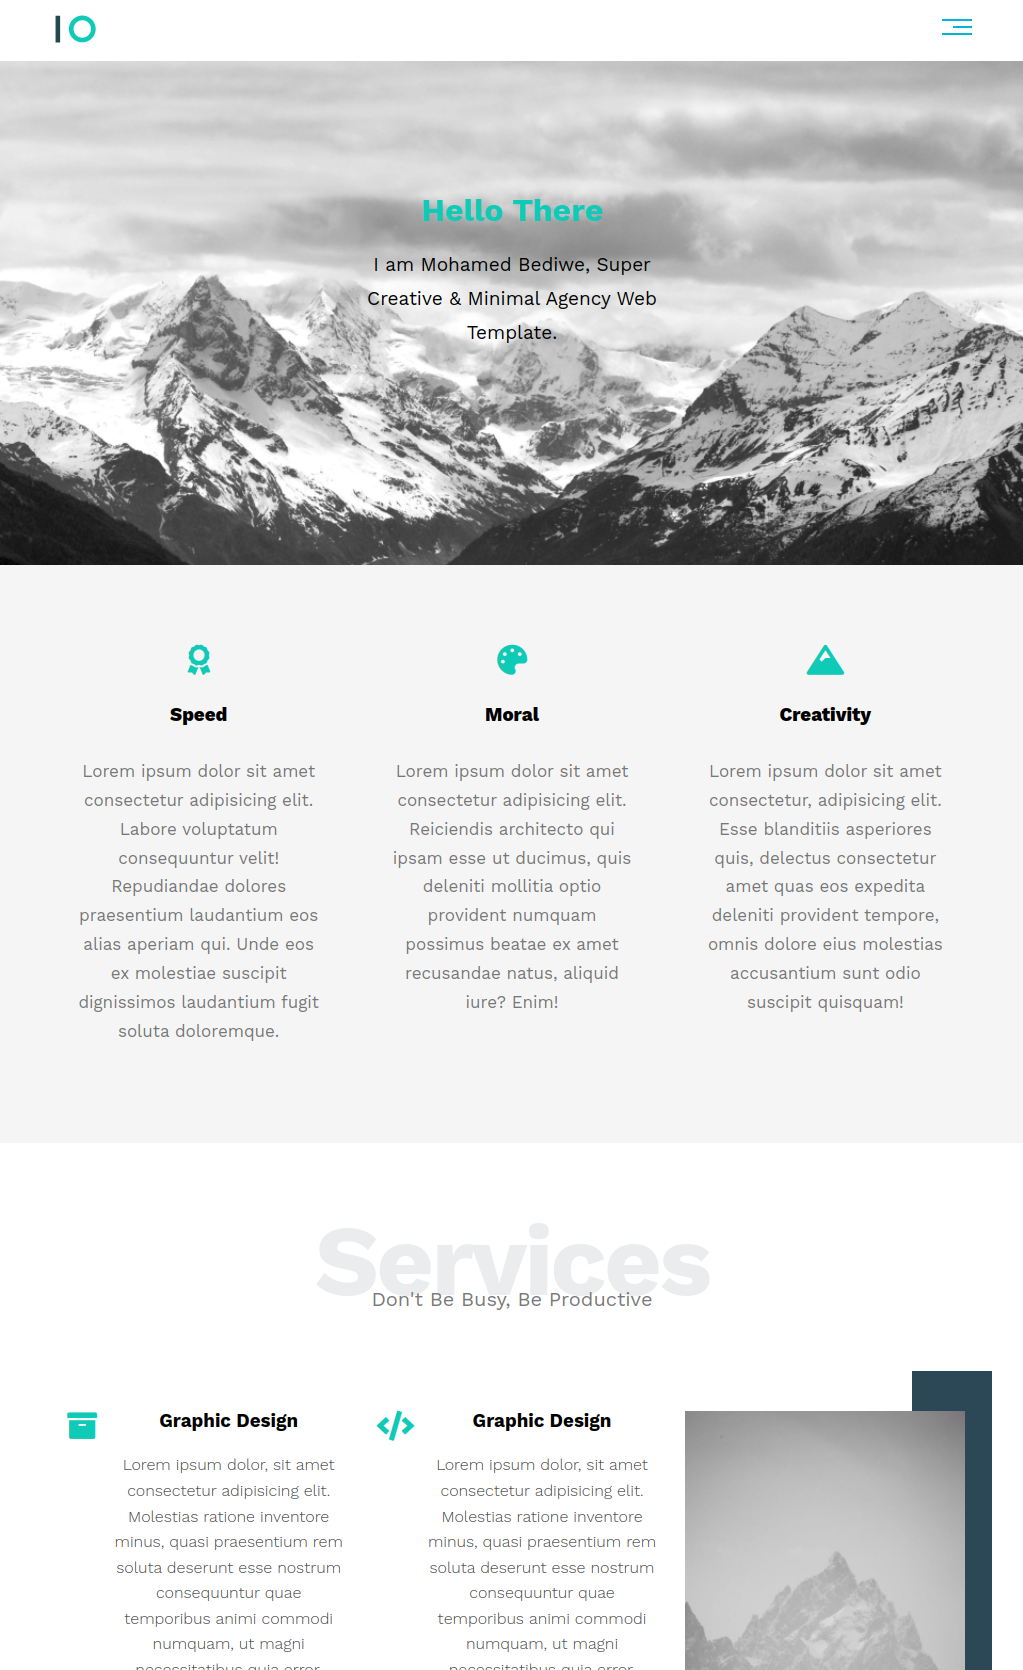 IO
Hello There
I am Mohamed Bediwe, Super
Creative & Minimal Agency Web
Template.
Speed
Lorem ipsum dolor sit amet
consectetur adipisicing elit.
Labore voluptatum
consequuntur velit!
Repudiandae dolores
praesentium laudantium eos
alias aperiam qui. Unde eos
ex molestiae suscipit
dignissimos laudantium fugit
soluta doloremque.
Moral
Lorem ipsum dolor sit amet
consectetur adipisicing elit.
Reiciendis architecto qui
ipsam esse ut ducimus, quis
deleniti mollitia optio
provident numquam
possimus beatae ex amet
recusandae natus, aliquid
iure? Enim!
Creativity
Lorem ipsum dolor sit amet
consectetur, adipisicing elit.
Esse blanditiis asperiores
quis, delectus consectetur
amet quas eos expedita
deleniti provident tempore,
omnis dolore eius molestias
accusantium sunt odio
suscipit quisquam!
Services
Don't Be Busy, Be Productive
Graphic Design
Lorem ipsum dolor, sit amet
consectetur adipisicing elit.
Molestias ratione inventore
minus, quasi praesentium rem
soluta deserunt esse nostrum
consequuntur quae
temporibus animi commodi
numquam, ut magni
necessitatibus quia error
Graphic Design
Lorem ipsum dolor, sit amet
consectetur adipisicing elit.
Molestias ratione inventore
minus, quasi praesentium rem
soluta deserunt esse nostrum
consequuntur quae
temporibus animi commodi
numquam, ut magni
necessitatibus quia error